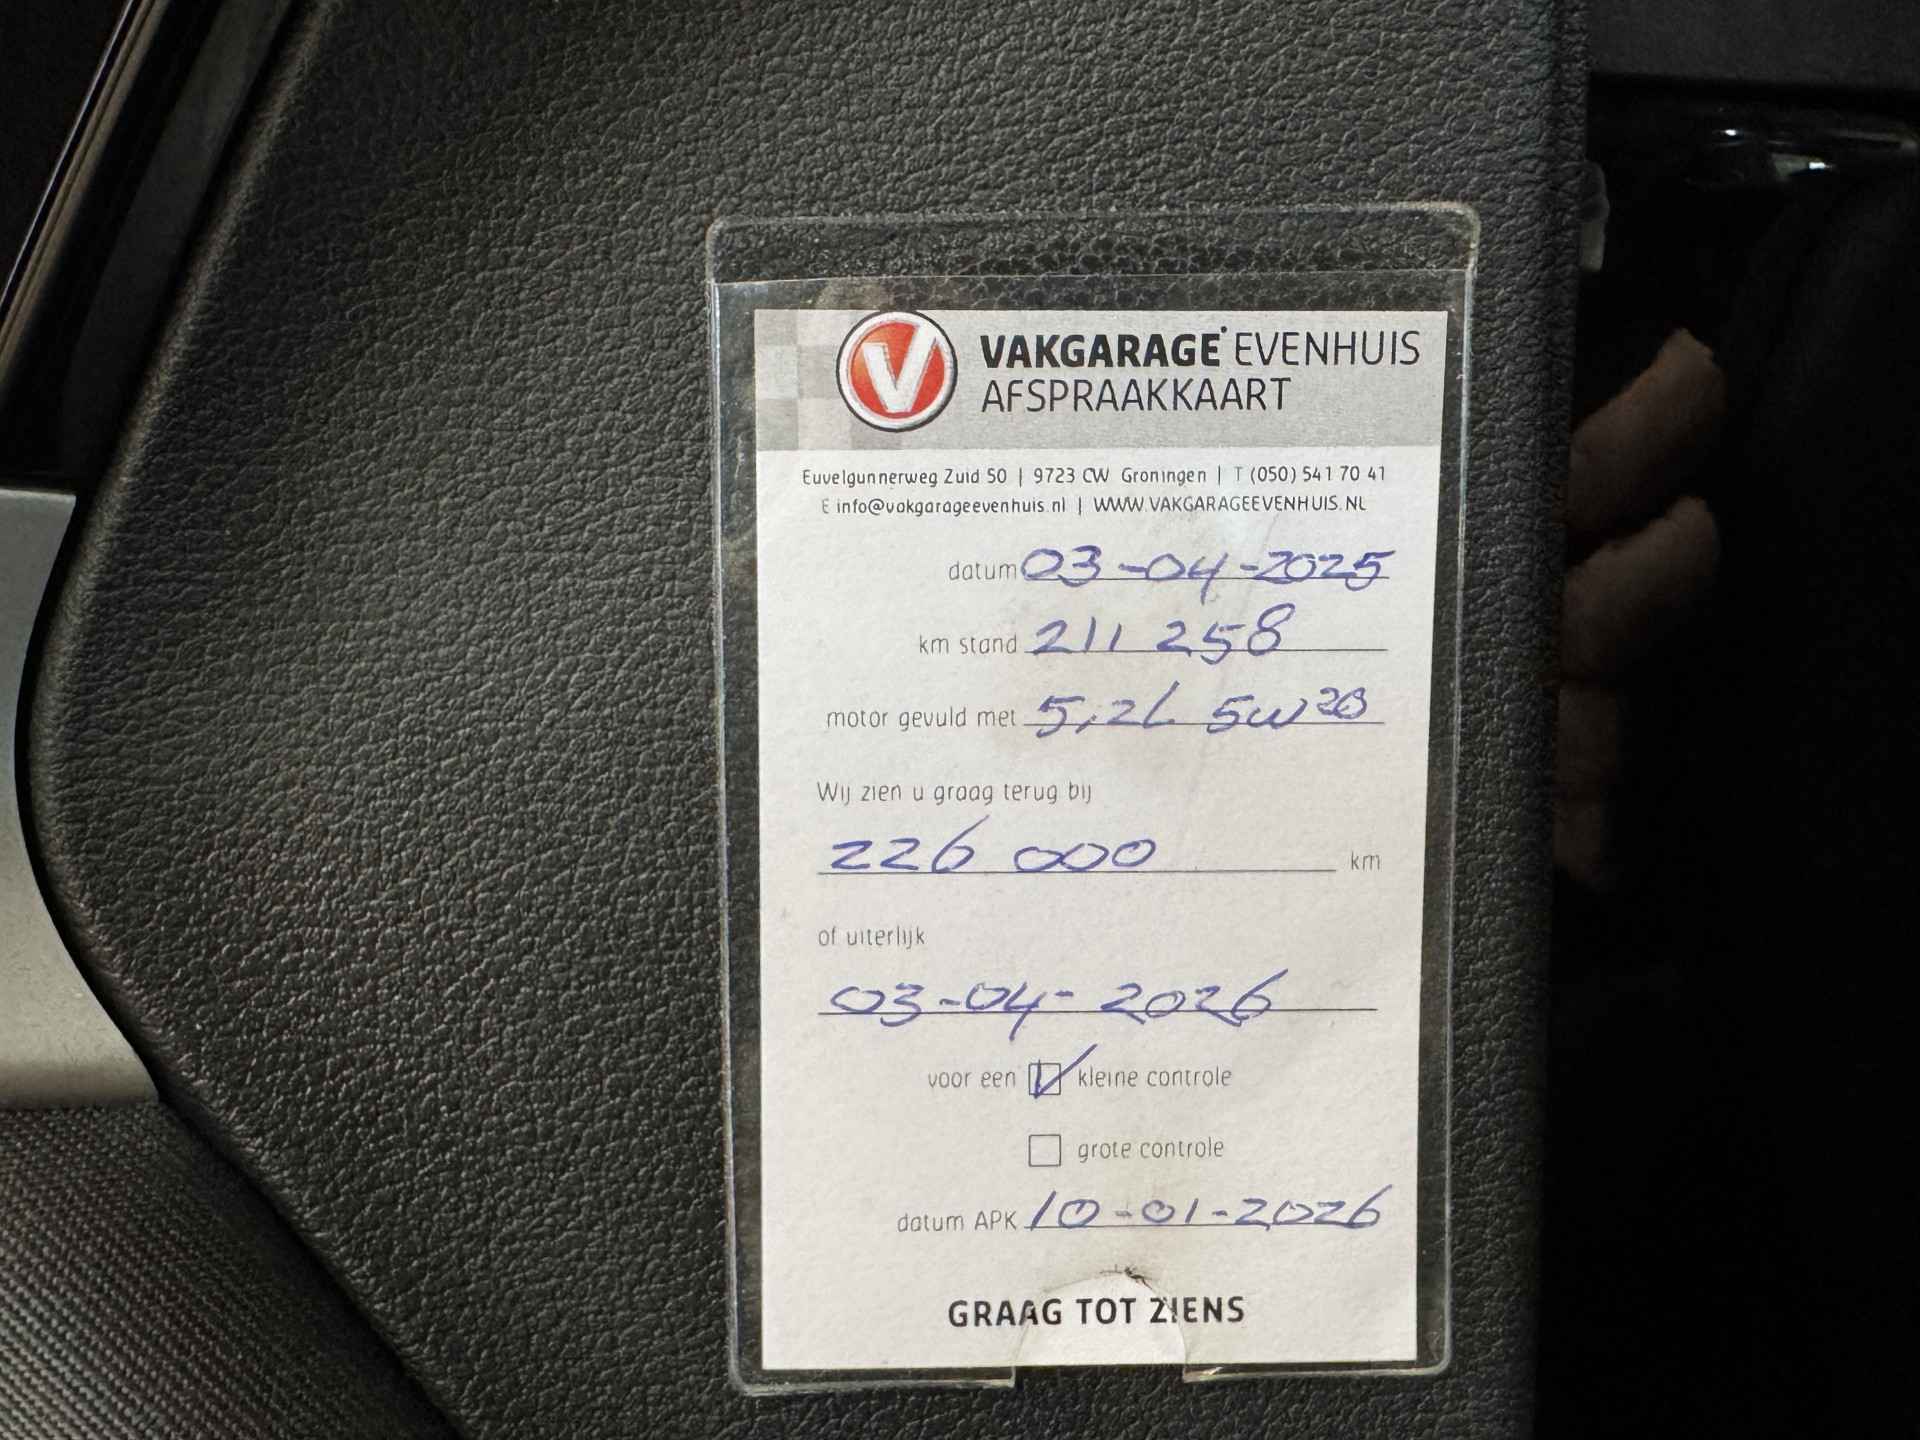 V VAKGARAGE EVENHUIS
AFSPRAAKKAART
Euvelgunnerweg Zuid 50 | 9723 CW Groningen | T (050) 541 70 41
E info@vakgarageevenhuis.nl | WWW.VAKGARAGEEVENHUIS.NL
datum 03-04-2025
km stand 211 258
motor gevuld met 5,2L 5W20
Wij zien u graag terug bij
226 000 km
of uiterlijk
03-04-2026
voor een kleine controle
grote controle
datum APK 10-01-2026
GRAAG TOT ZIENS